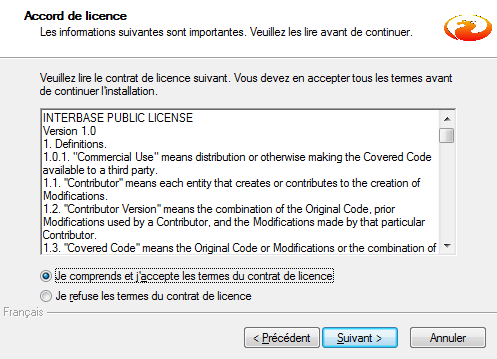 Accord de licence
Les informations suivantes sont importantes. Veuillez les lire avant de continuer.
Veuillez lire le contrat de licence suivant. Vous devez en accepter tous les termes avant
de continuer l'installation.
INTERBASE PUBLIC LICENSE
Version 1.0
1. Definitions.
1.0.1. "Commercial Use" means distribution or otherwise making the Covered Code
available to a third party.
1.1. "Contributor" means each entity that creates or contributes to the creation of
Modifications.
1.2. "Contributor Version" means the combination of the Original Code, prior
Modifications used by a Contributor, and the Modifications made by that particular
Contributor.
1.3. "Covered Code" means the Original Code or Modifications or the combination of
Je comprends et j'accepte les termes du contrat de licence
Je refuse les termes du contrat de licence
Français
< Précédent Suivant > Annuler